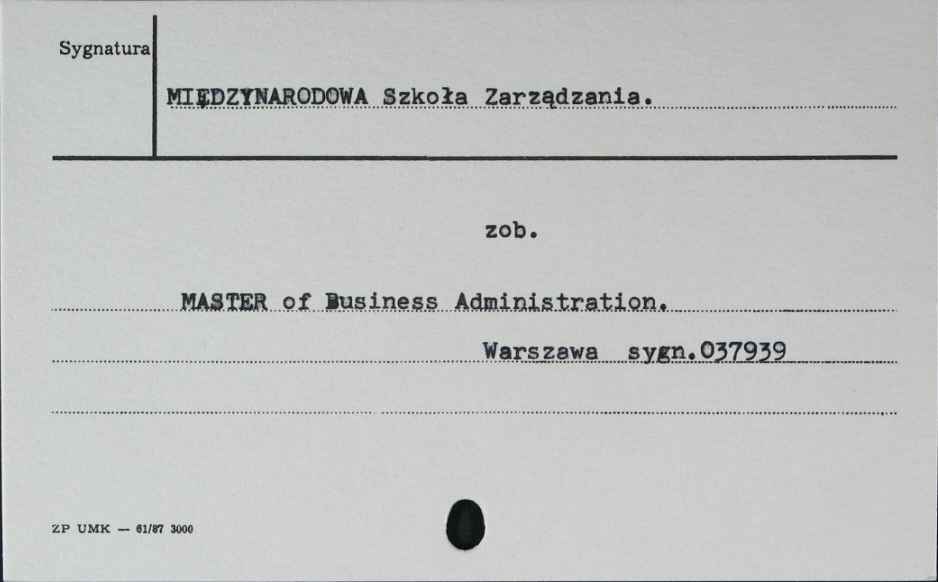 Sygnatura
MIĘDZYNARODOWA Szkoła Zarządzania.
zob.
MASTER of Business Administration.
Warszawa sygn.037939
ZP UMK — 61/87 3000